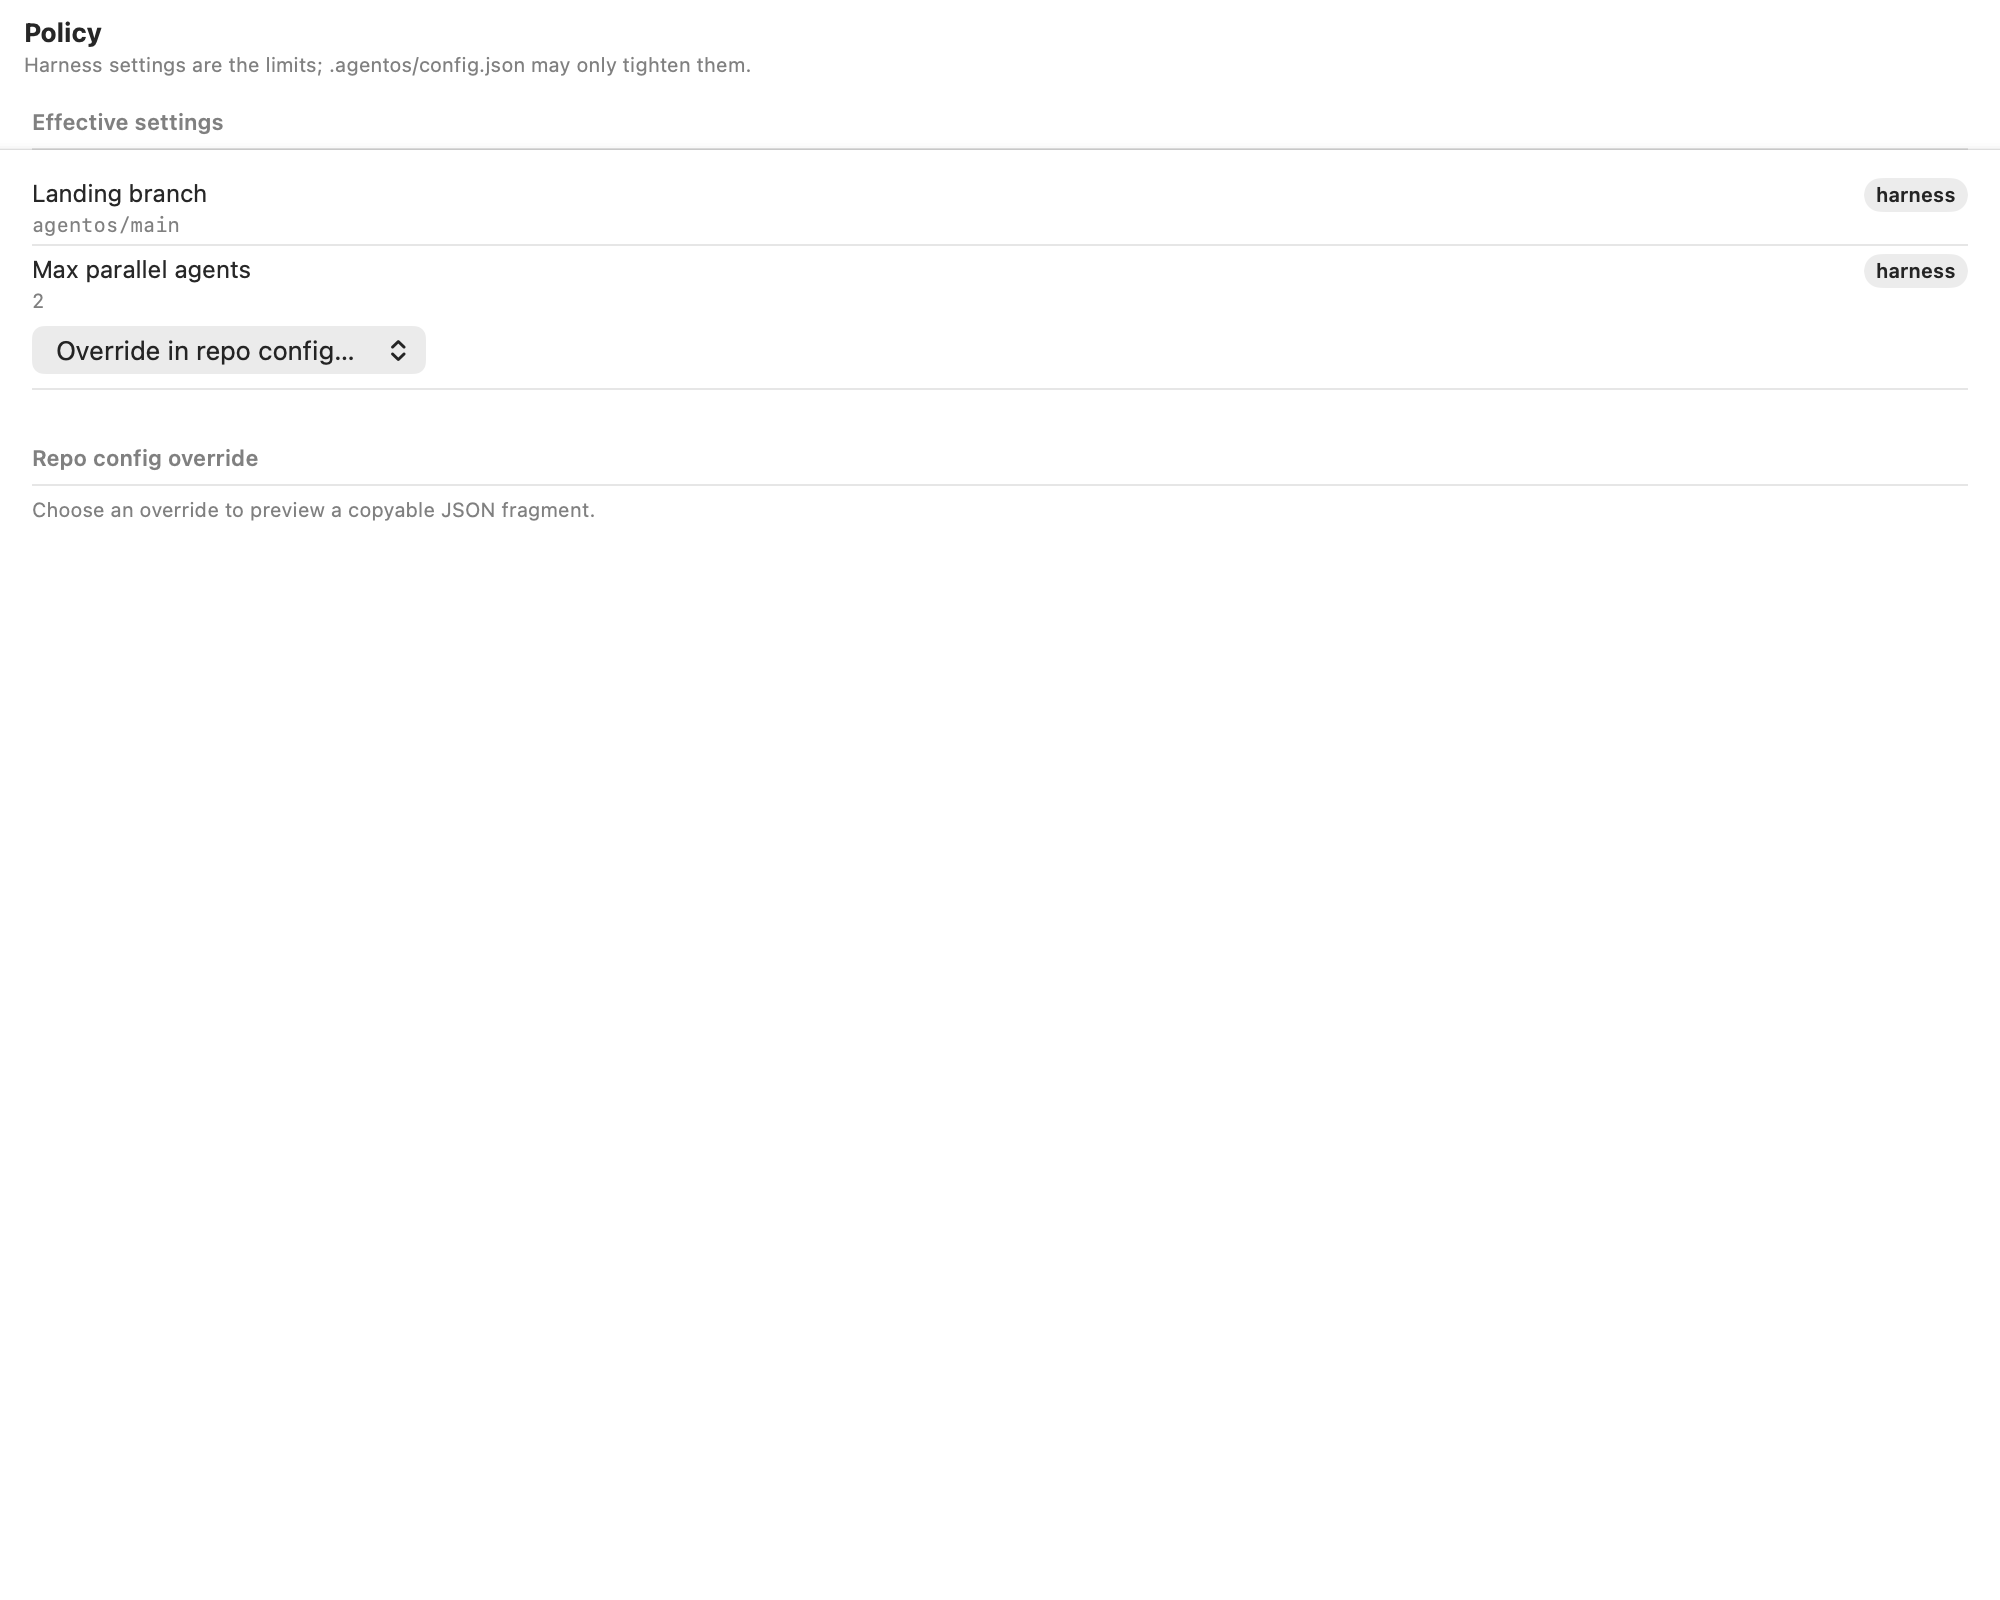 Policy
Harness settings are the limits; .agentos/config.json may only tighten them.
Effective settings
Landing branch
harness
agentos/main
Max parallel agents
harness
2
Override in repo config...
Repo config override
Choose an override to preview a copyable JSON fragment.